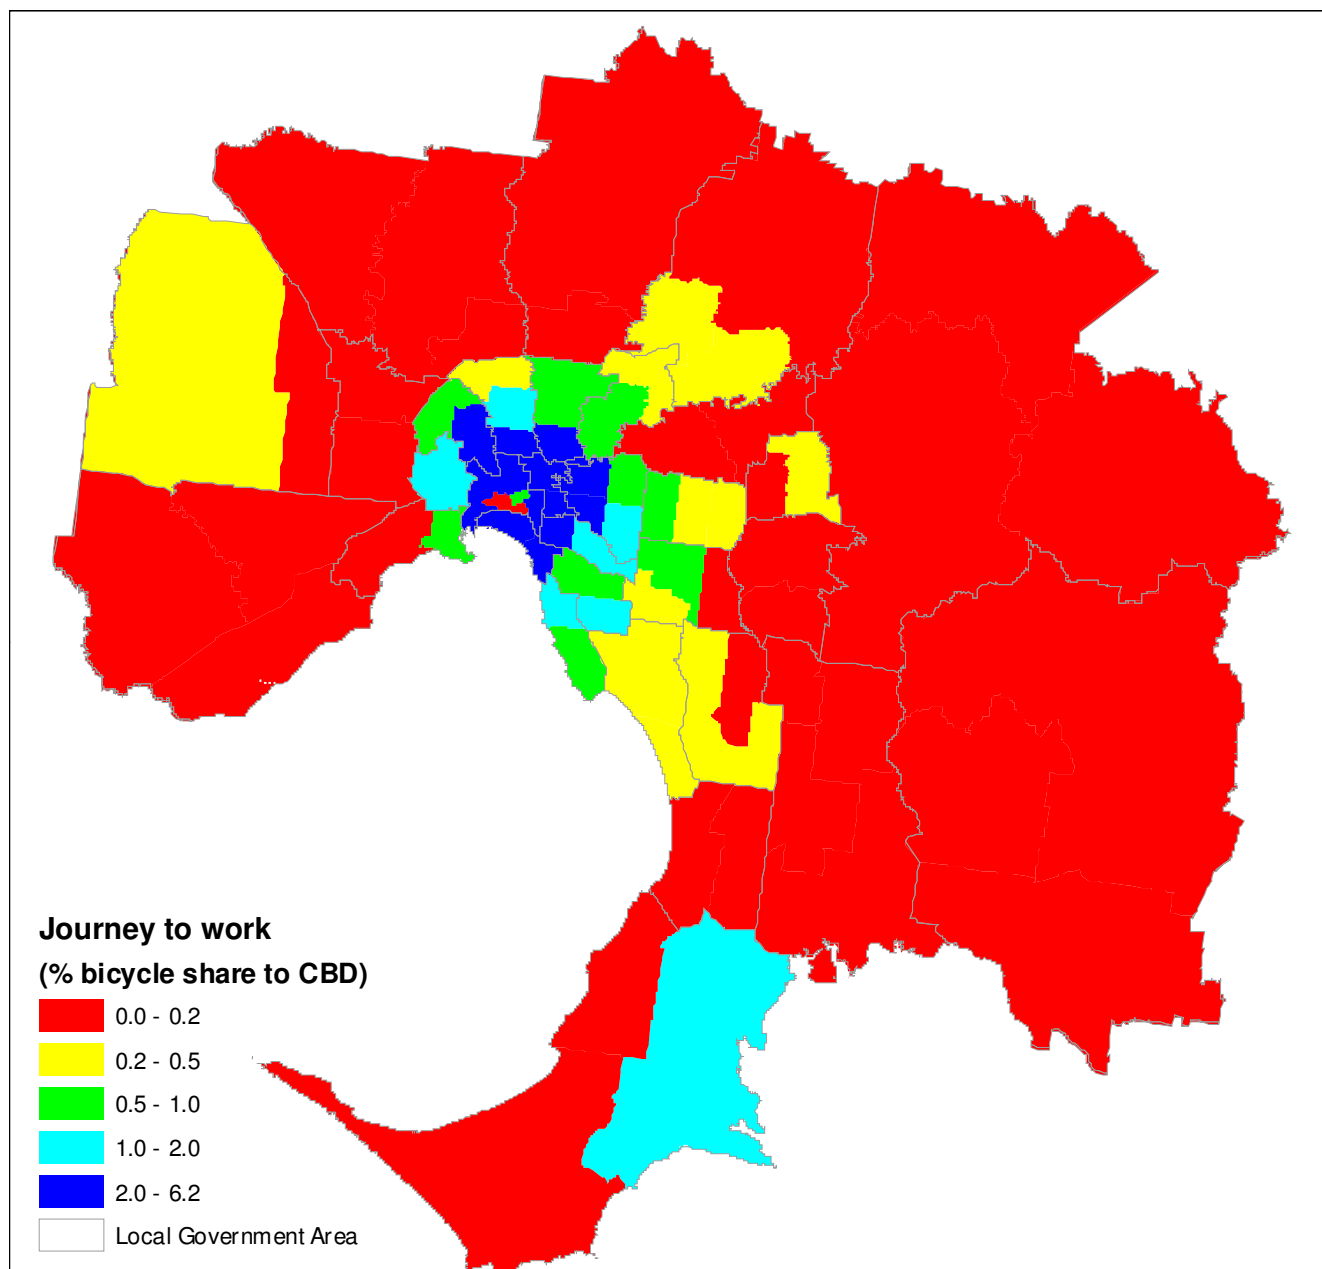 Journey to work
(% bicycle share to CBD)
0.0 - 0.2
0.2 - 0.5
0.5 - 1.0
1.0 - 2.0
2.0 - 6.2
Local Government Area